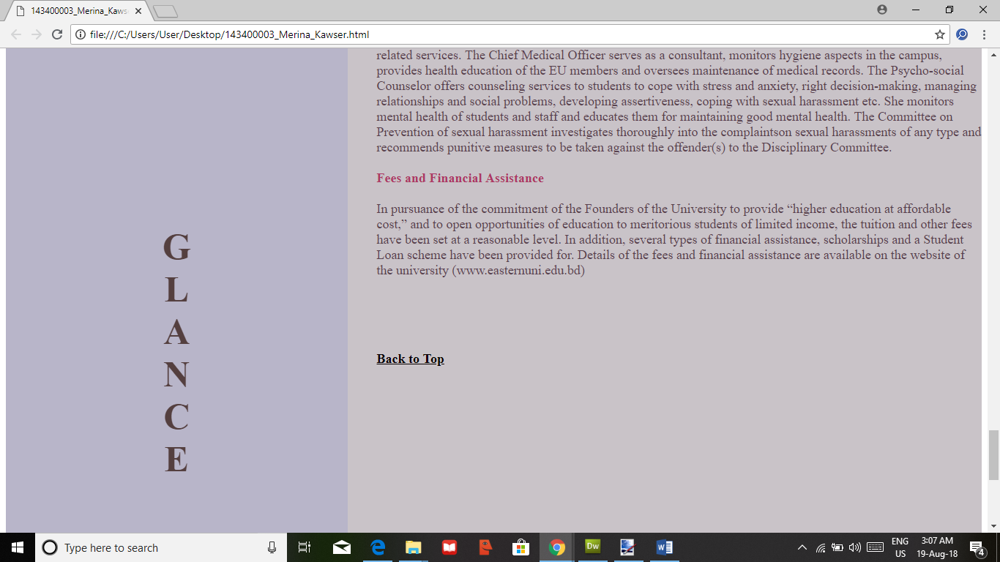 143400003_Merina_Kaws
file:///C:/Users/User/Desktop/143400003_Merina_Kawser.html
related services. The Chief Medical Officer serves as a consultant, monitors hygiene aspects in the campus,
provides health education of the EU members and oversees maintenance of medical records. The Psycho-social
Counselor offers counseling services to students to cope with stress and anxiety, right decision-making, managing
relationships and social problems, developing assertiveness, coping with sexual harassment etc. She monitors
mental health of students and staff and educates them for maintaining good mental health. The Committee on
Prevention of sexual harassment investigates thoroughly into the complaintson sexual harassments of any type and
recommends punitive measures to be taken against the offender(s) to the Disciplinary Committee.
Fees and Financial Assistance
In pursuance of the commitment of the Founders of the University to provide “higher education at affordable
cost,” and to open opportunities of education to meritorious students of limited income, the tuition and other fees
have been set at a reasonable level. In addition, several types of financial assistance, scholarships and a Student
Loan scheme have been provided for. Details of the fees and financial assistance are available on the website of
the university (www.easternuni.edu.bd)
Back to Top
G
L
A
N
C
E
Type here to search
Dw
ENG
US
3:07 AM
19-Aug-18
4